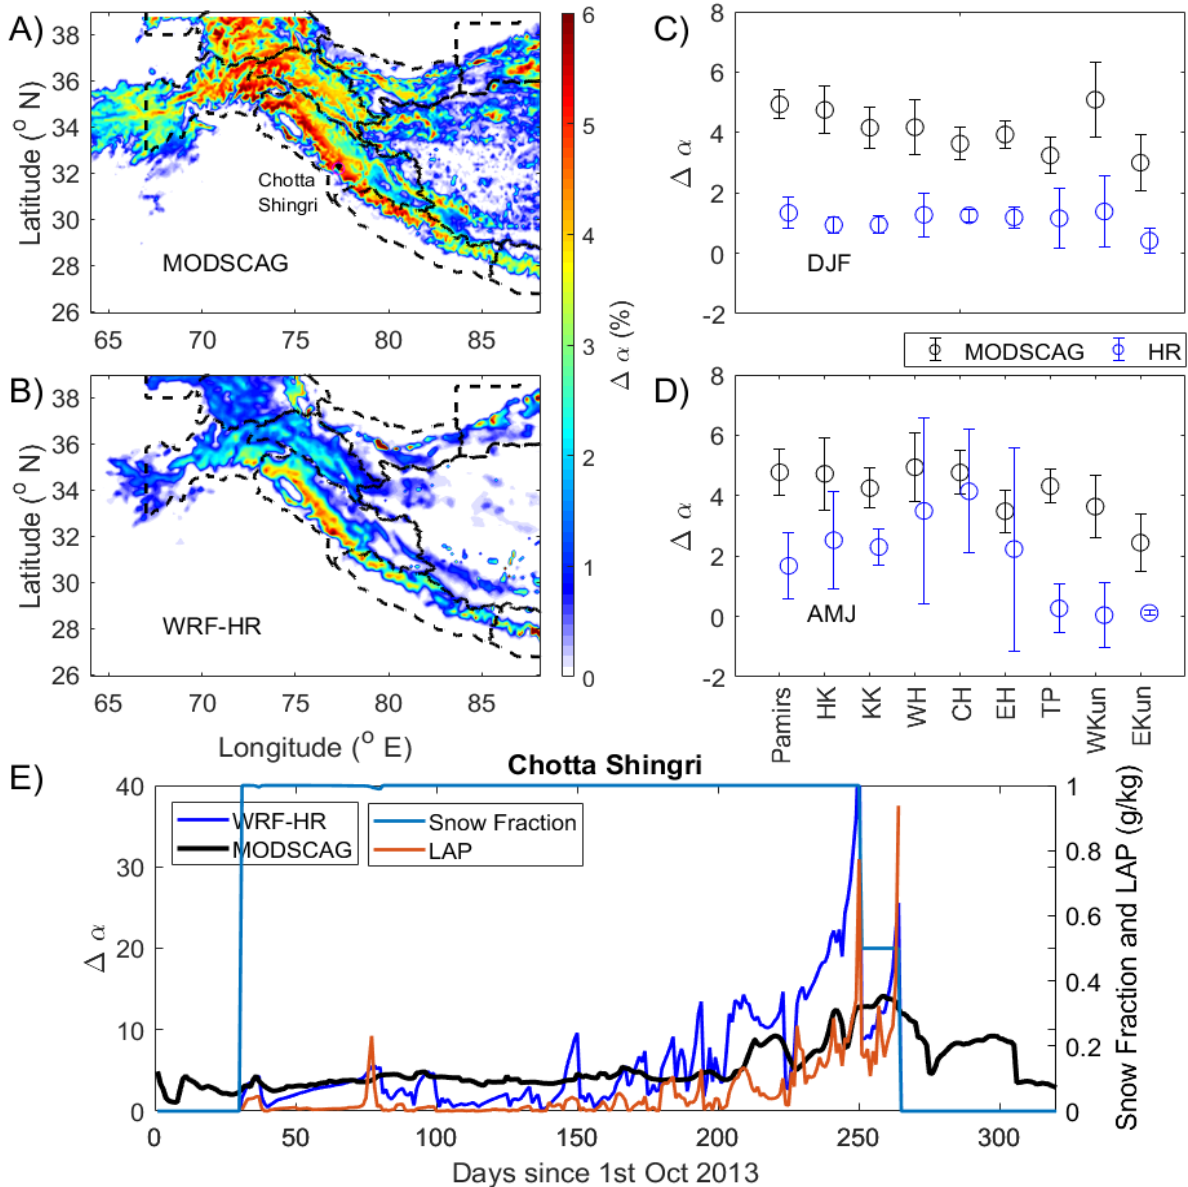 A)
38
36
34
32
30
28
26
Latitude (° N)
Chotta
Shingri
MODSCAG
65
70
75
80
85
B)
38
36
34
32
30
28
26
Latitude (° N)
WRF-HR
65
70
75
80
85
Longitude (° E)
6
5
4
3
2
1
0
Δ α (%)
C)
8
6
4
2
0
-2
Δ α
DJF
MODSCAG
HR
D)
8
6
4
2
0
-2
Δ α
AMJ
Pamirs
HK
KK
WH
CH
EH
TP
WKun
EKun
E)
Chotta Shingri
40
30
20
10
0
Δ α
WRF-HR
MODSCAG
Snow Fraction
LAP
1
0.8
0.6
0.4
0.2
0
Snow Fraction and LAP (g/kg)
0
50
100
150
200
250
300
Days since 1st Oct 2013